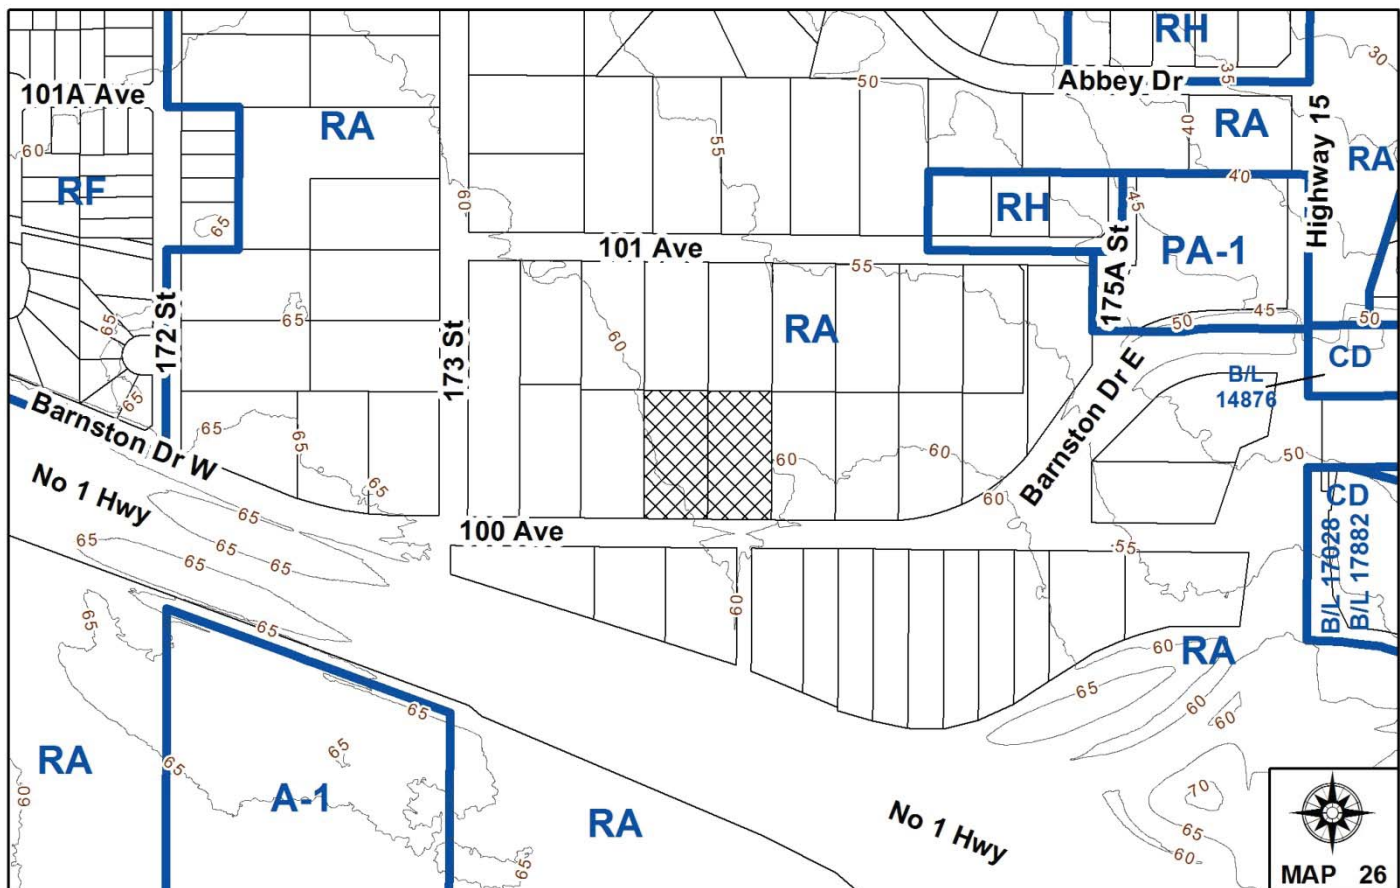 RH
30
Abbey Dr
35
50
101A Ave
RA
40
RA
Highway 15
RA
55
60
RF
60
65
RH
45
40
PA-1
101 Ave
55
175A St
172 St
65
65
173 St
60
RA
50
45
50
CD
B/L
14876
65
Barnston Dr W
65
65
65
Barnston Dr E
60
60
50
60
No 1 Hwy
65
100 Ave
55
CD
B/L 17028
B/L 17882
65
65
65
65
65
65
60
60
RA
65
60
60
65
65
65
RA
60
A-1
RA
No 1 Hwy
70
65
60
65
MAP 26